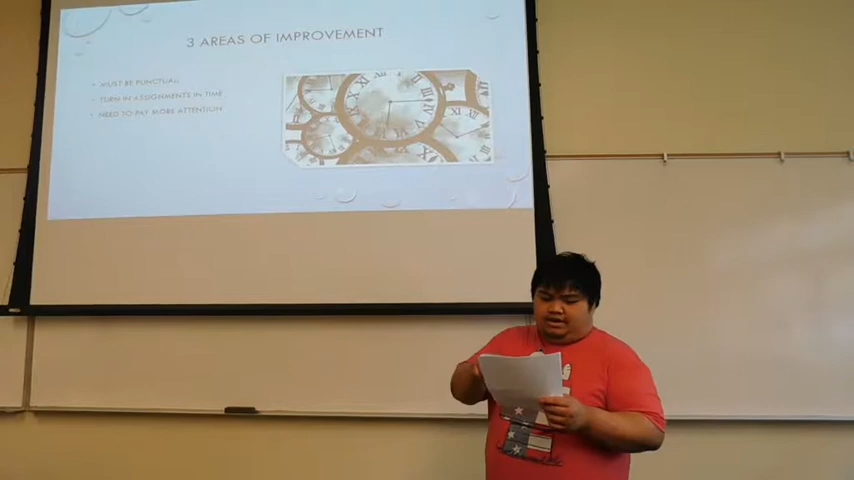 3 AREAS OF IMPROVEMENT
• MUST BE PUNCTUAL
• TURN IN ASSIGNMENTS IN TIME
• NEED TO PAY MORE ATTENTION